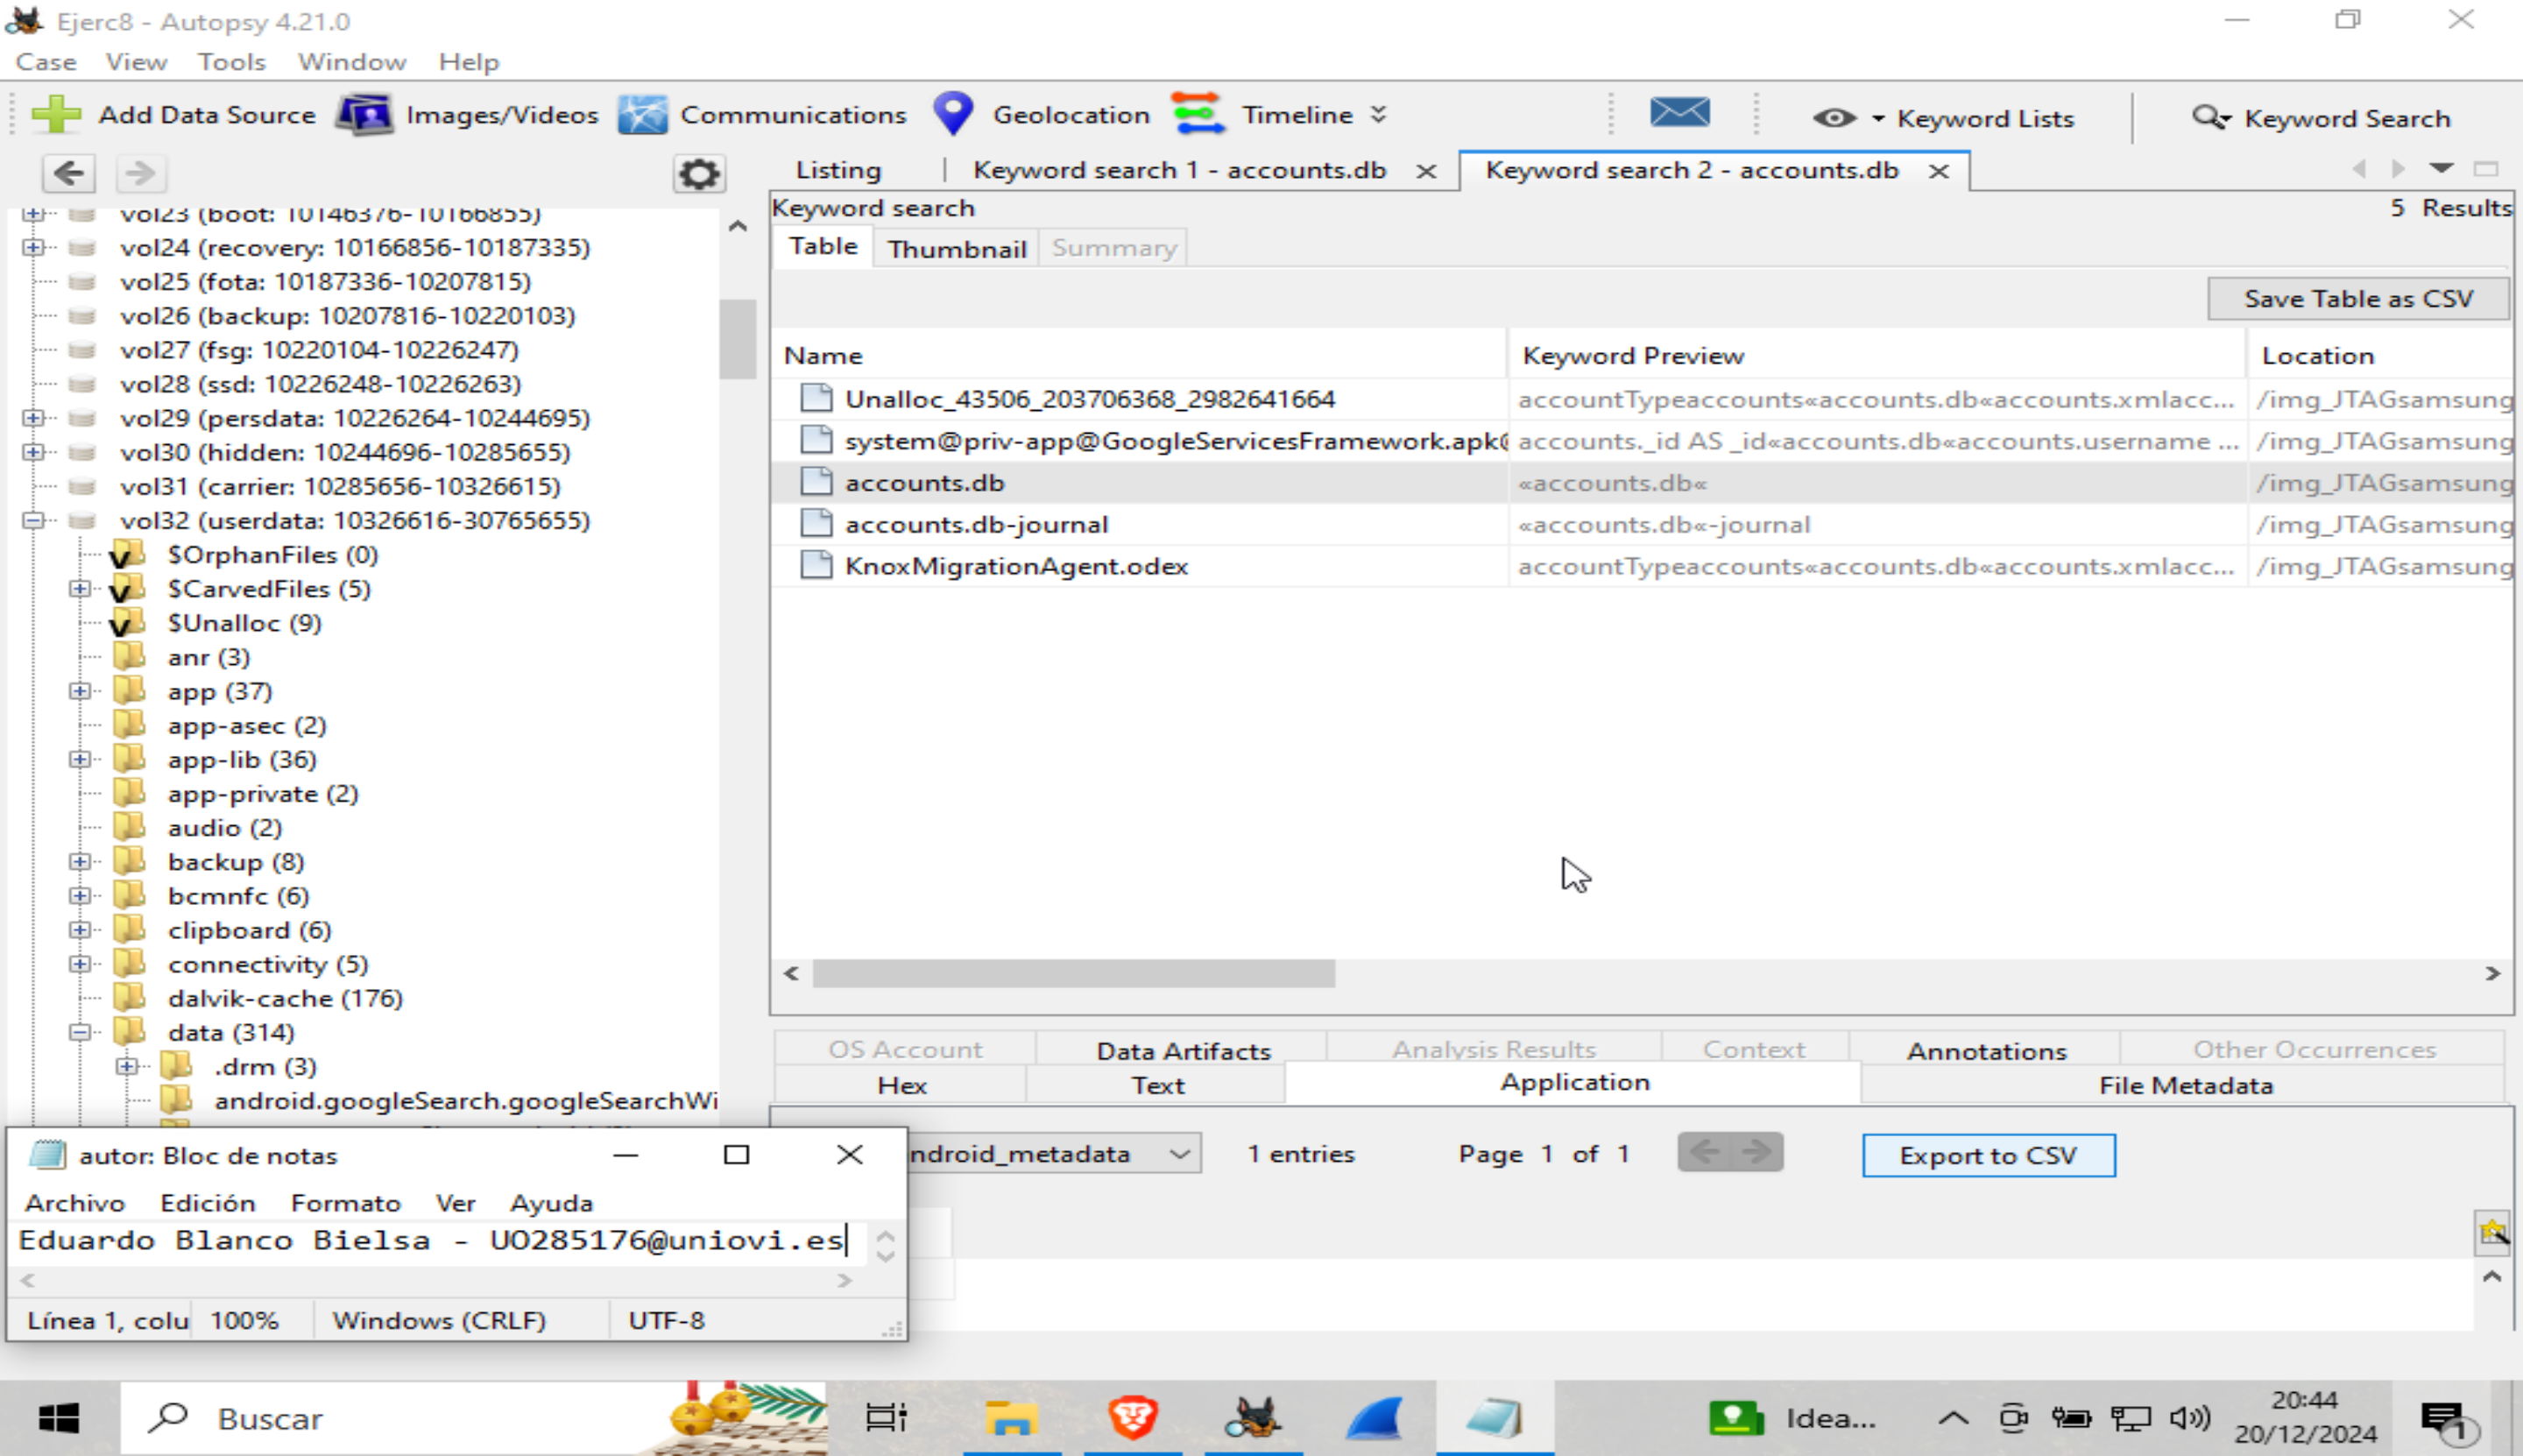 Ejerc8 - Autopsy 4.21.0
Case View Tools Window Help
Add Data Source Images/Videos Communications Geolocation Timeline Keyword Lists Keyword Search
Listing Keyword search 1 - accounts.db Keyword search 2 - accounts.db
vol23 (boot: 10146376-10166855)
vol24 (recovery: 10166856-10187335)
vol25 (fota: 10187336-10207815)
vol26 (backup: 10207816-10220103)
vol27 (fsg: 10220104-10226247)
vol28 (ssd: 10226248-10226263)
vol29 (persdata: 10226264-10244695)
vol30 (hidden: 10244696-10285655)
vol31 (carrier: 10285656-10326615)
vol32 (userdata: 10326616-30765655)
$OrphanFiles (0)
$CarvedFiles (5)
$Unalloc (9)
anr (3)
app (37)
app-asec (2)
app-lib (36)
app-private (2)
audio (2)
backup (8)
bcmnfc (6)
clipboard (6)
connectivity (5)
dalvik-cache (176)
data (314)
.drm (3)
android.googleSearch.googleSearchWi
Keyword search 5 Results
Table Thumbnail Summary
Save Table as CSV
Name Keyword Preview Location
Unalloc_43506_203706368_2982641664 accountTypeaccounts«accounts.db«accounts.xmlacc... /img_JTAGsamsung
system@priv-app@GoogleServicesFramework.apk@ accounts._id AS _id«accounts.db«accounts.username ... /img_JTAGsamsung
accounts.db «accounts.db« /img_JTAGsamsung
accounts.db-journal «accounts.db«-journal /img_JTAGsamsung
KnoxMigrationAgent.odex accountTypeaccounts«accounts.db«accounts.xmlacc... /img_JTAGsamsung
OS Account Data Artifacts Analysis Results Context Annotations Other Occurrences
Hex Text Application File Metadata
ndroid_metadata 1 entries Page 1 of 1 Export to CSV
autor: Bloc de notas
Archivo Edición Formato Ver Ayuda
Eduardo Blanco Bielsa - UO285176@uniovi.es
Línea 1, colu 100% Windows (CRLF) UTF-8
Buscar
Idea...
20:44
20/12/2024
1